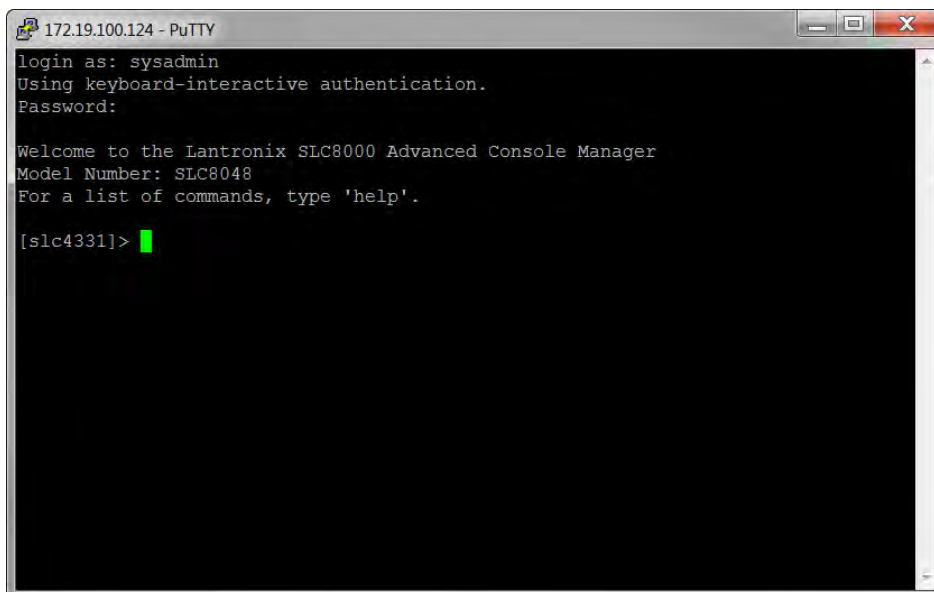 172.19.100.124 - PuTTY
login as: sysadmin
Using keyboard-interactive authentication.
Password:
Welcome to the Lantronix SLC8000 Advanced Console Manager
Model Number: SLC8048
For a list of commands, type 'help'.
[slc4331]>